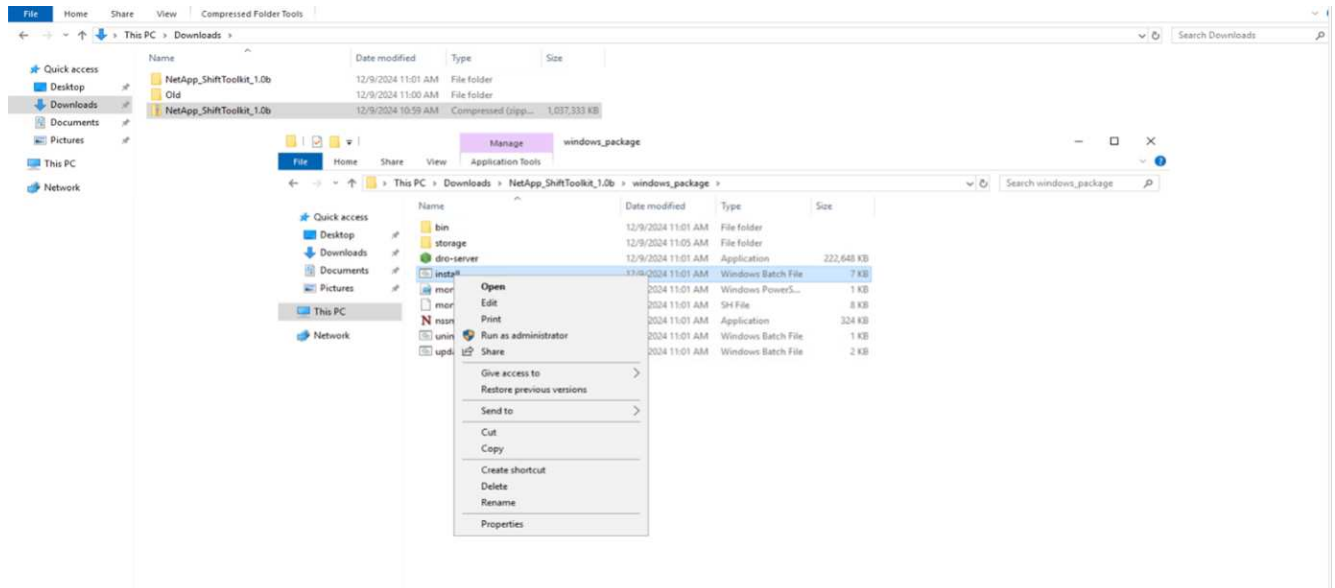 File Home Share View Compressed Folder Tools
This PC > Downloads >
Search Downloads
Name Date modified Type Size
Quick access
Desktop
Downloads
Documents
Pictures
This PC
Network
NetApp_ShiftToolkit_1.0b 12/9/2024 11:01 AM File folder
Old 12/9/2024 11:00 AM File folder
NetApp_ShiftToolkit_1.0b 12/9/2024 10:59 AM Compressed (zipp... 1,037,333 KB
Manage windows_package
File Home Share View Application Tools
This PC > Downloads > NetApp_ShiftToolkit_1.0b > windows_package >
Search windows_package
Name Date modified Type Size
Quick access
Desktop
Downloads
Documents
Pictures
This PC
Network
bin 12/9/2024 11:01 AM File folder
storage 12/9/2024 11:05 AM File folder
dro-server 12/9/2024 11:01 AM Application 222,648 KB
install 12/9/2024 11:01 AM Windows Batch File 7 KB
2024 11:01 AM Windows PowerS... 1 KB
2024 11:01 AM SH File 8 KB
2024 11:01 AM Application 324 KB
2024 11:01 AM Windows Batch File 1 KB
2024 11:01 AM Windows Batch File 2 KB
Open
Edit
Print
Run as administrator
Share
Give access to
Restore previous versions
Send to
Cut
Copy
Create shortcut
Delete
Rename
Properties